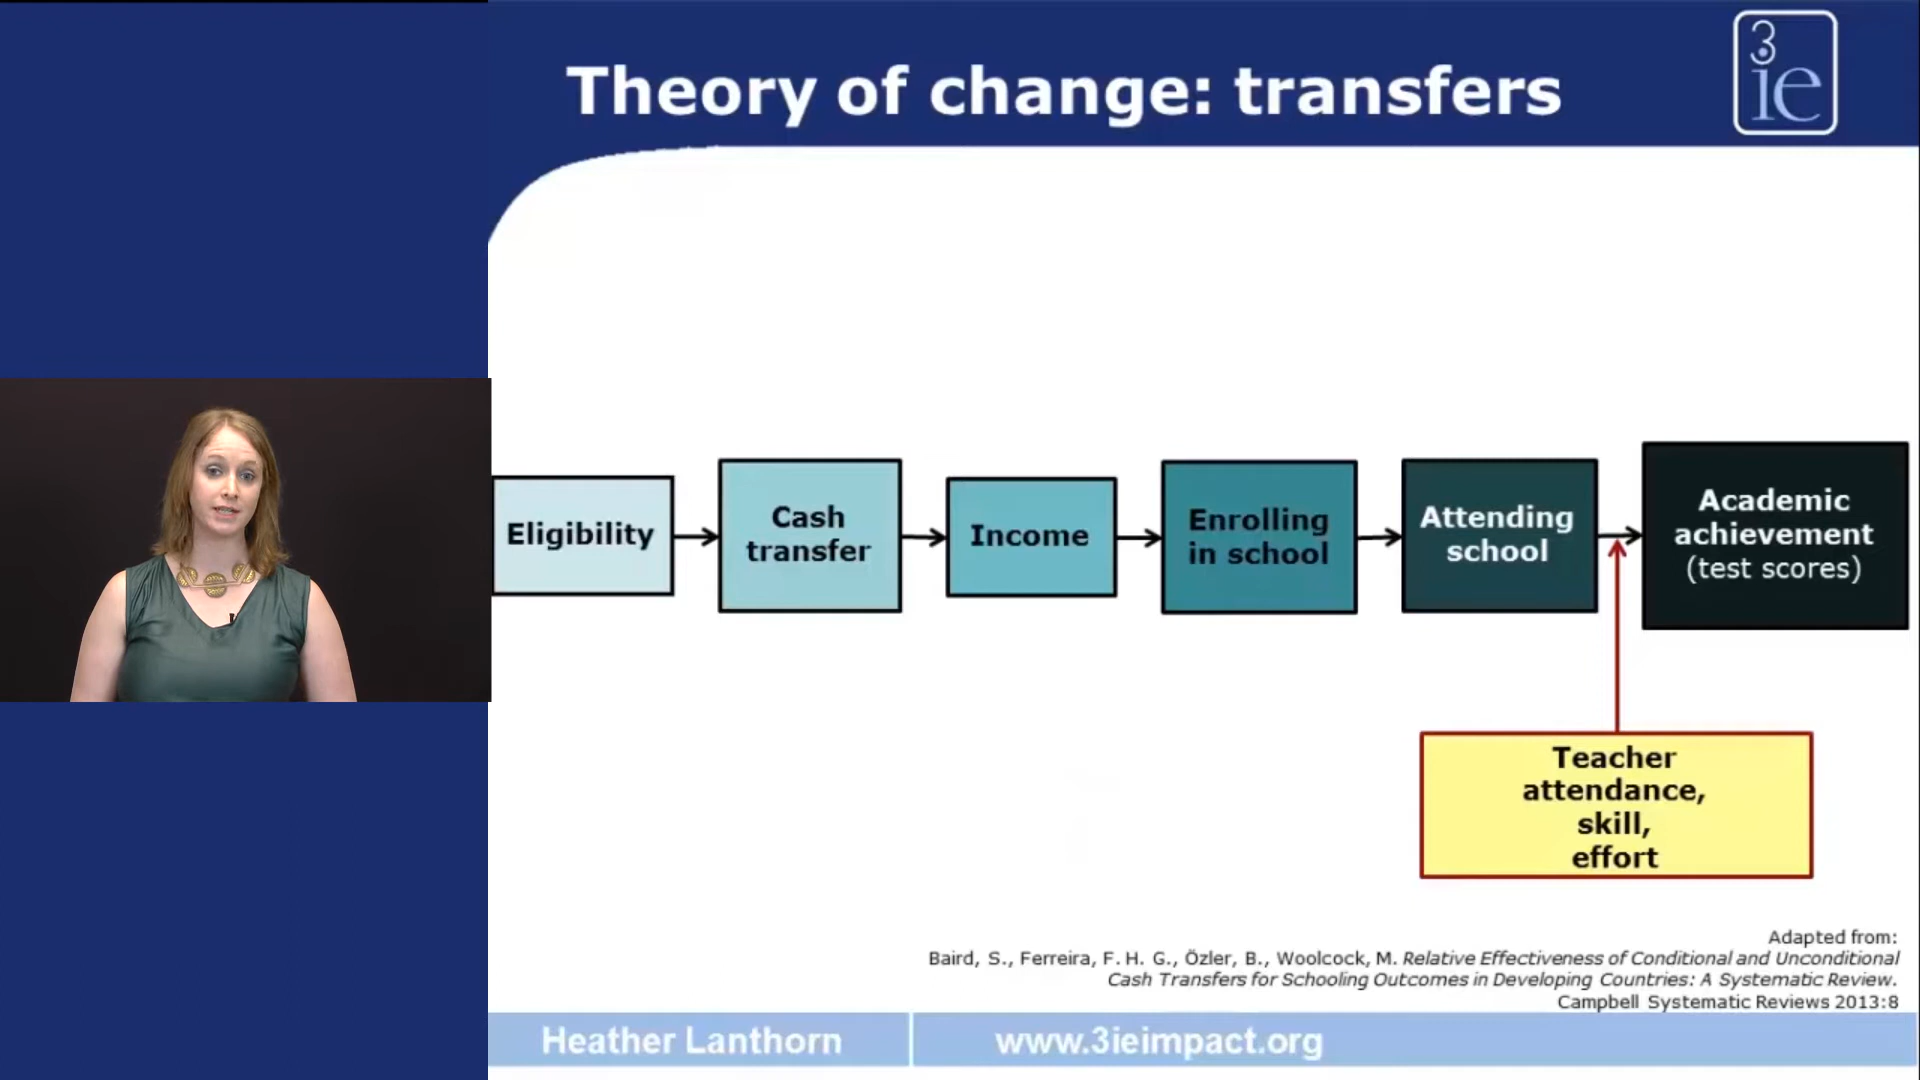 Theory of change: transfers
3
ie
Eligibility
Cash
transfer
Income
Enrolling
in school
Attending
school
Academic
achievement
(test scores)
Teacher
attendance,
skill,
effort
Adapted from:
Baird, S., Ferreira, F. H. G., Özler, B., Woolcock, M. Relative Effectiveness of Conditional and Unconditional
Cash Transfers for Schooling Outcomes in Developing Countries: A Systematic Review.
Campbell Systematic Reviews 2013:8
Heather Lanthorn
www.3ieimpact.org